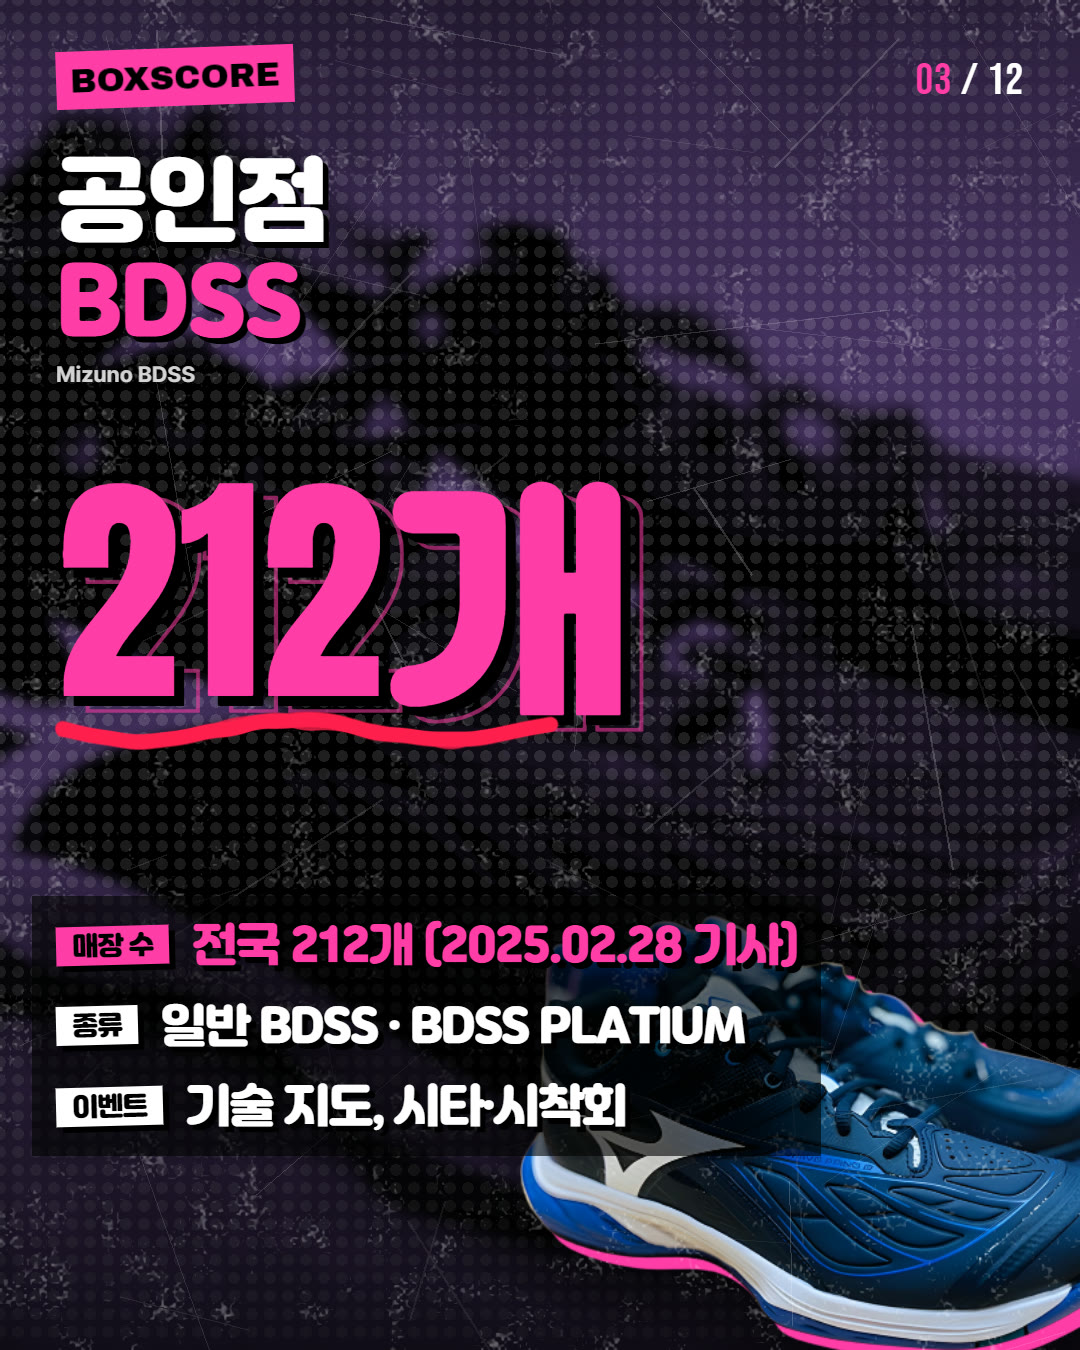 BOXSCORE
03 / 12
공인점
BDSS
Mizuno BDSS
212개
매장 수 전국 212개 (2025.02.28 기사)
종류 일반 BDSS · BDSS PLATIUM
이벤트 기술 지도, 시타·시착회